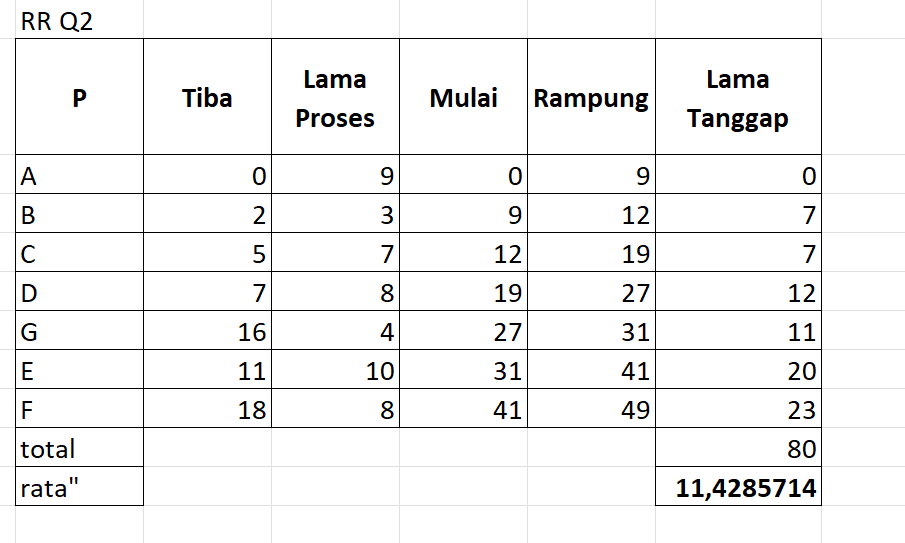 RR Q2
P Tiba Lama Proses Mulai Rampung Lama Tanggap
A 0 9 0 9 0
B 2 3 9 12 7
C 5 7 12 19 7
D 7 8 19 27 12
G 16 4 27 31 11
E 11 10 31 41 20
F 18 8 41 49 23
total 80
rata" 11,4285714